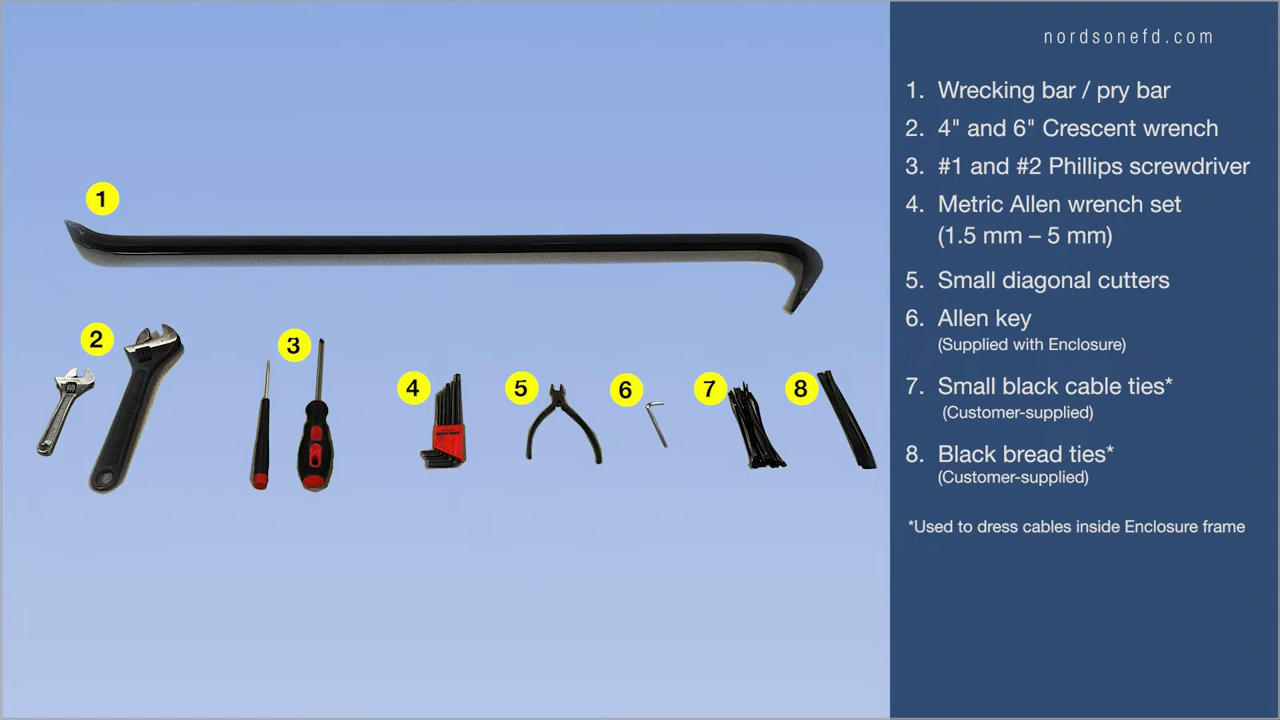 nordsonefd.com
1. Wrecking bar / pry bar
2. 4" and 6" Crescent wrench
3. #1 and #2 Phillips screwdriver
4. Metric Allen wrench set
(1.5 mm – 5 mm)
5. Small diagonal cutters
6. Allen key
(Supplied with Enclosure)
7. Small black cable ties*
(Customer-supplied)
8. Black bread ties*
(Customer-supplied)
*Used to dress cables inside Enclosure frame
1
2
3
4
5
6
7
8